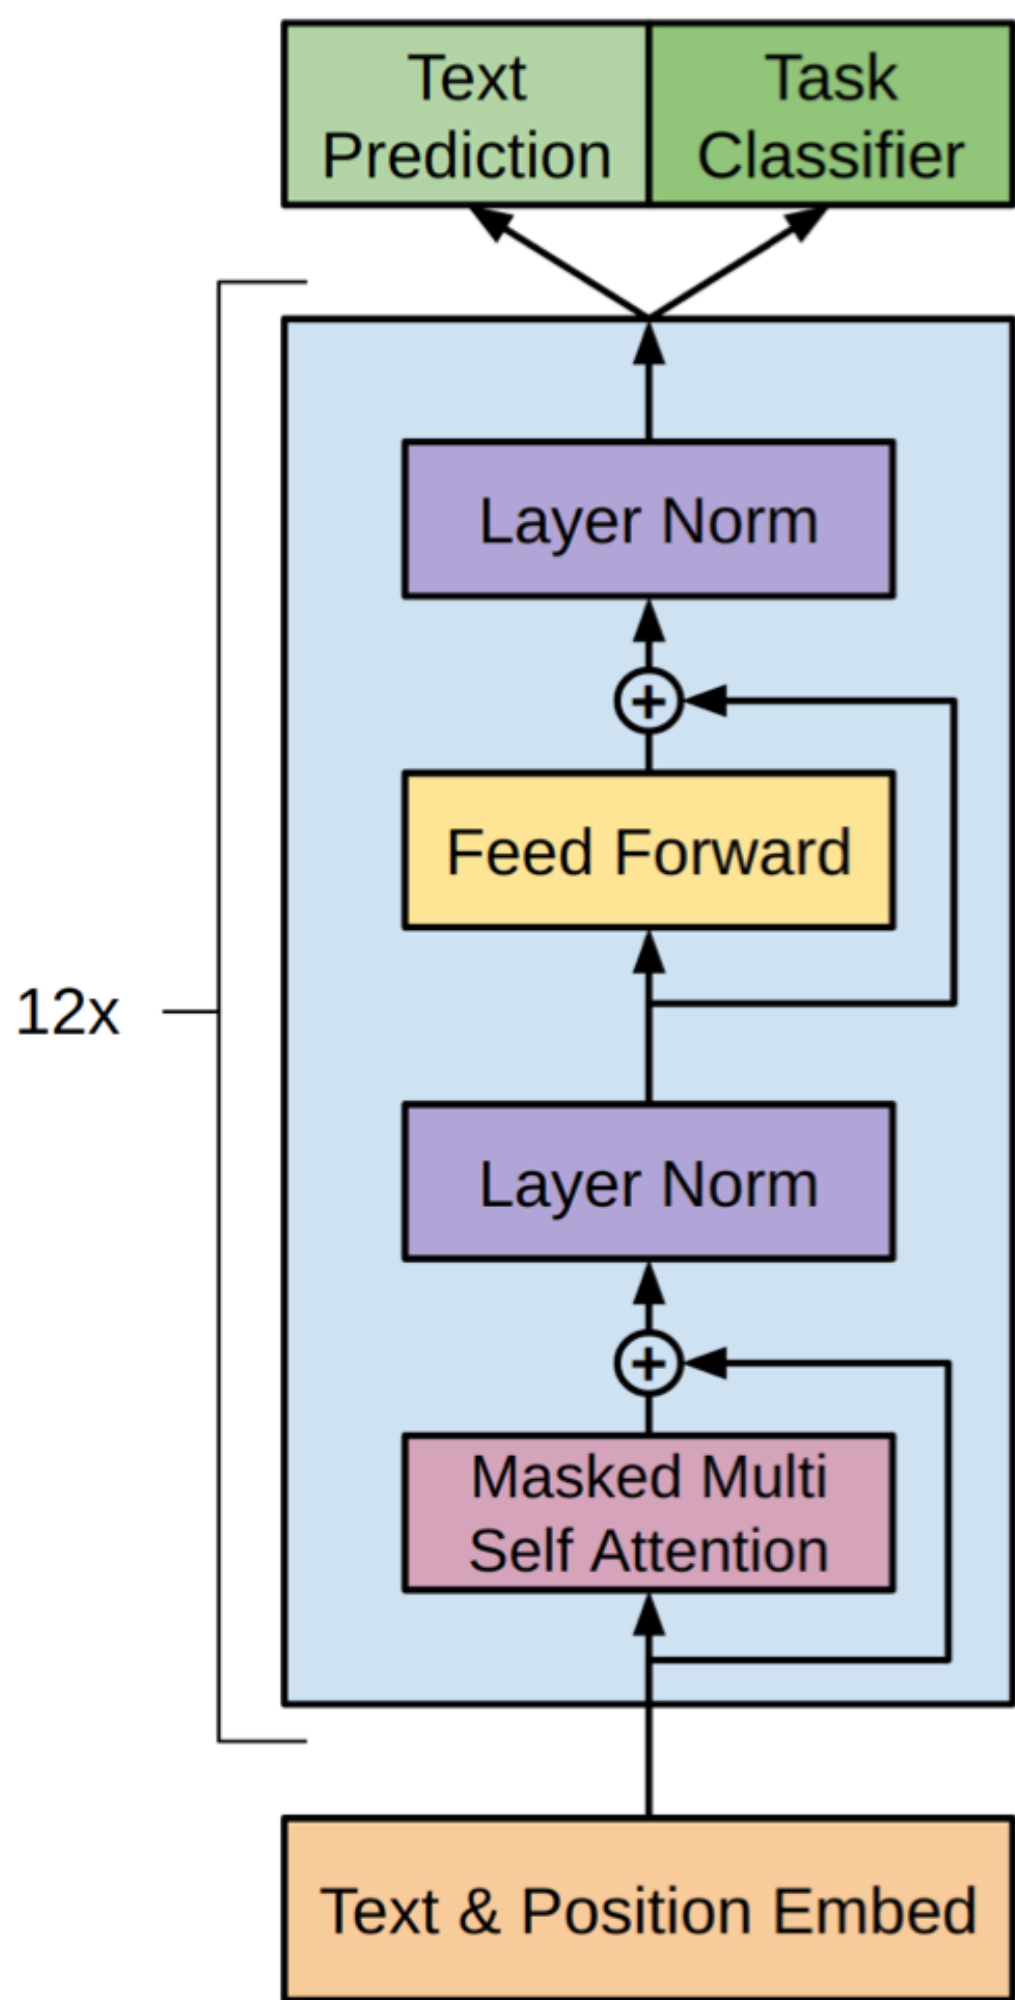 Text
Prediction
Task
Classifier
Layer Norm
+
Feed Forward
12x
Layer Norm
+
Masked Multi
Self Attention
Text & Position Embed